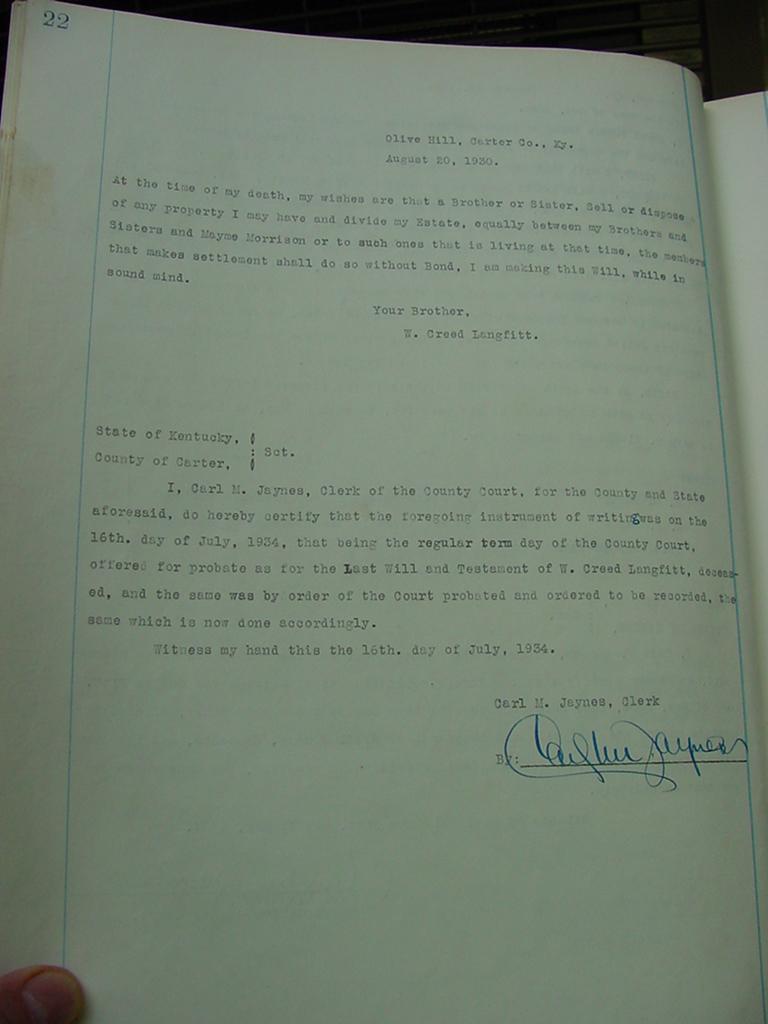 22
Olive Hill, Carter Co., Ky.
August 20, 1930.
At the time of my death, my wishes are that a Brother or Sister, Sell or dispose
of any property I may have and divide my Estate, equally between my Brothers and
Sisters and Mayme Morrison or to such ones that is living at that time, the members
that makes settlement shall do so without Bond, I am making this Will, while in
sound mind.
Your Brother,
W. Creed Langfitt.
State of Kentucky, (
: Sct.
County of Carter, (
I, Carl M. Jaynes, Clerk of the County Court, for the County and State
aforesaid, do hereby certify that the foregoing instrument of writingwas on the
16th. day of July, 1934, that being the regular term day of the County Court,
offered for probate as for the Last Will and Testament of W. Creed Langfitt, deceas-
ed, and the same was by order of the Court probated and ordered to be recorded, the
same which is now done accordingly.
Witness my hand this the 16th. day of July, 1934.
Carl M. Jaynes, Clerk
By: Carl M Jaynes